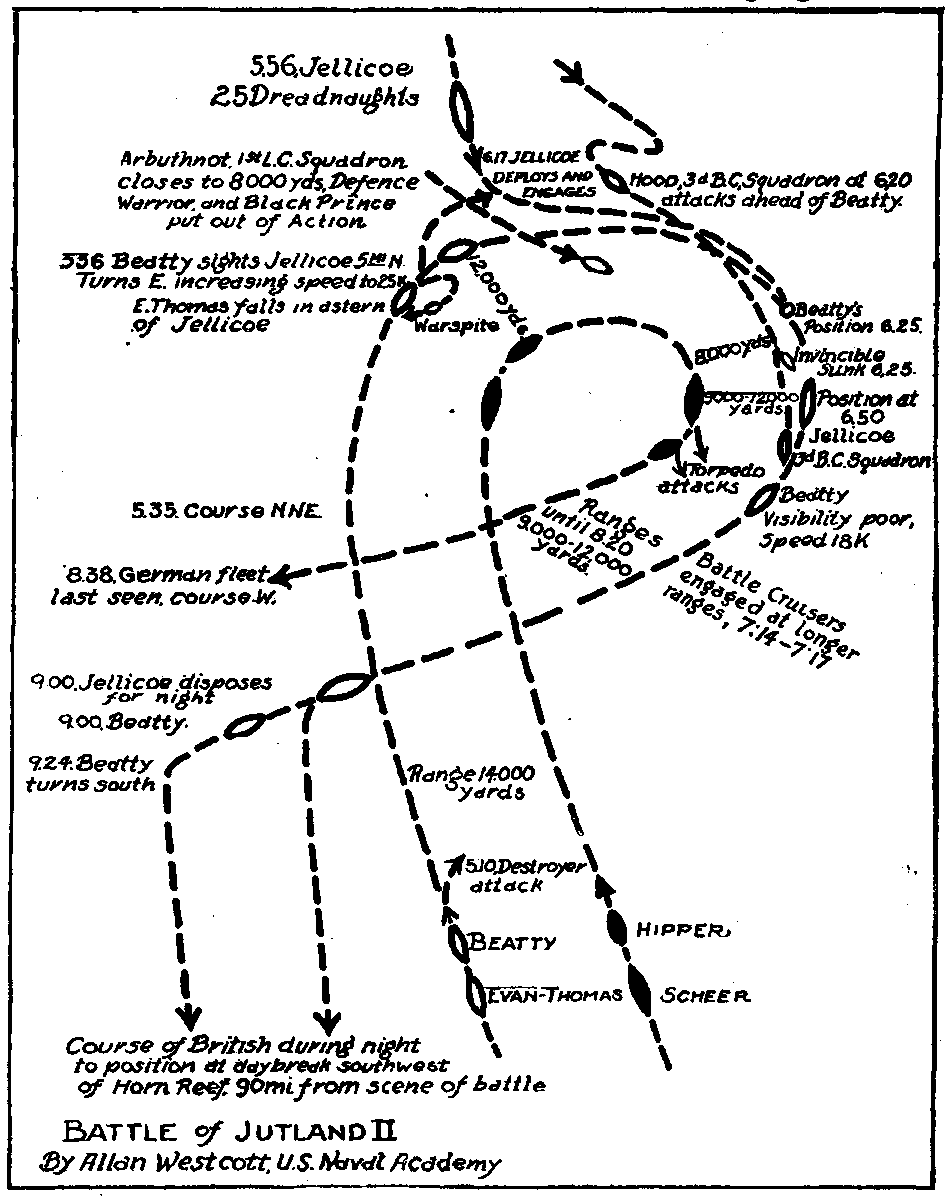 5.56, Jellicoe
25 Dreadnaughts
6.17 JELLICOE
DEPLOYS AND
ENGAGES
Arbuthnot, 1st L.C. Squadron
closes to 8000 yds, Defence
Warrior, and Black Prince
put out of Action.
Hood, 3d B.C. Squadron at 6.20
attacks ahead of Beatty.
5.36 Beatty sights Jellicoe 5 M N.
Turns E. increasing speed to 25K.
E. Thomas falls in astern
of Jellicoe
Warspite
12,000 yds
Beatty's
Position 6.25.
Invincible
Sunk 6.25.
8000 yds
9000-12000
yards
Position at
6.50
Jellicoe
3d B.C. Squadron
Torpedo
attacks
Beatty
Visibility poor,
Speed 18K
5.35. Course NNE.
Ranges
until 8.20
9.000-12000
yards.
8.38, German fleet
last seen, course W.
Battle Cruisers
engaged at longer
ranges, 7:14-7:17
9.00, Jellicoe disposes
for night
9.00, Beatty.
9.24. Beatty
turns south
Range 14000
yards
5.10, Destroyer
attack
BEATTY
HIPPER,
EVAN-THOMAS
SCHEER
Course of British during night
to position at daybreak southwest
of Horn Reef, 90mi from scene of battle
BATTLE of JUTLAND II
By Allan Westcott, U.S. Naval Academy